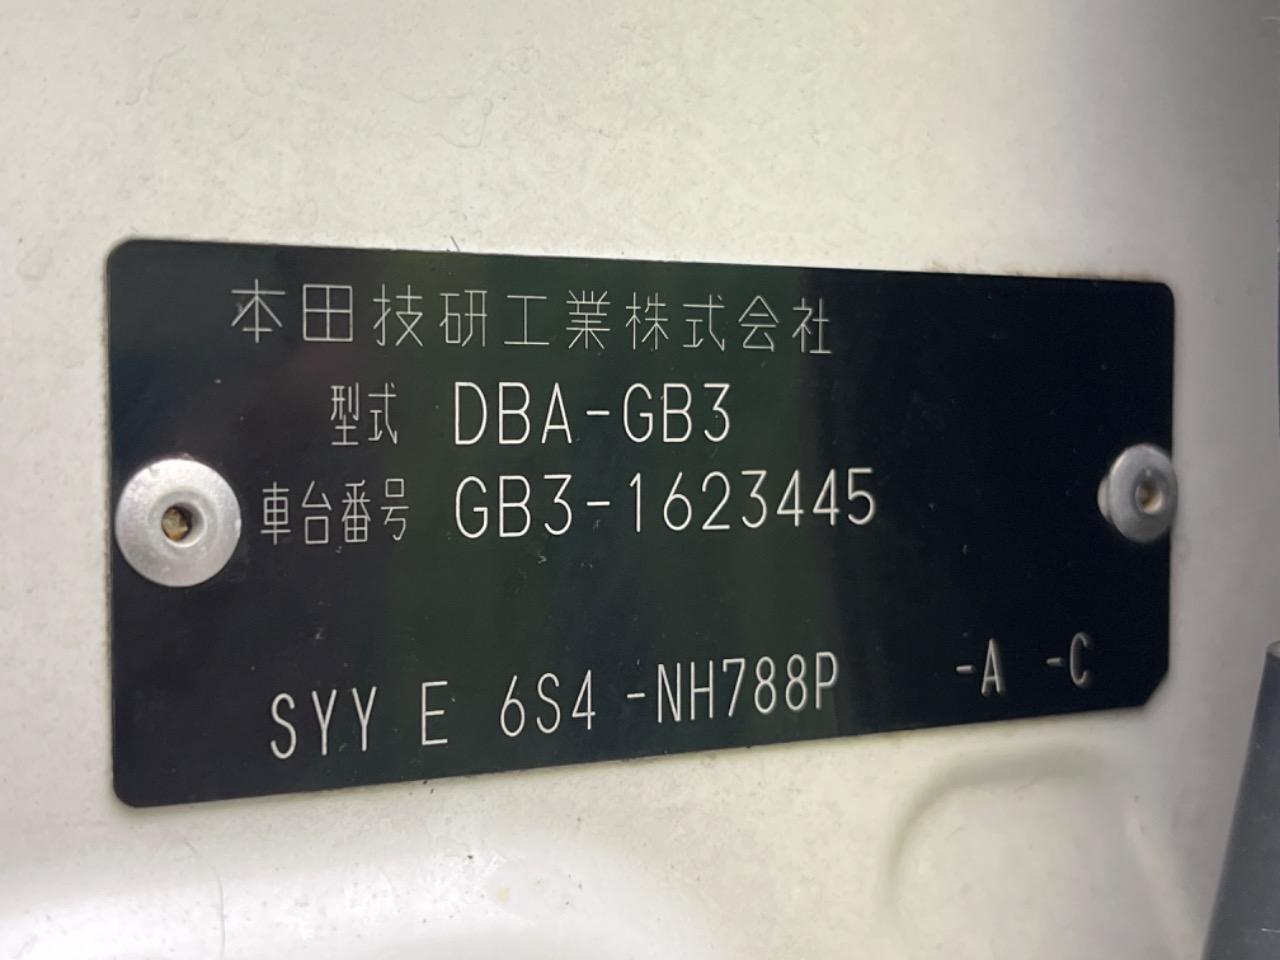 本田技研工業株式会社
型式 DBA-GB3
車台番号 GB3-1623445
SYY E 6S4 -NH788P -A -C